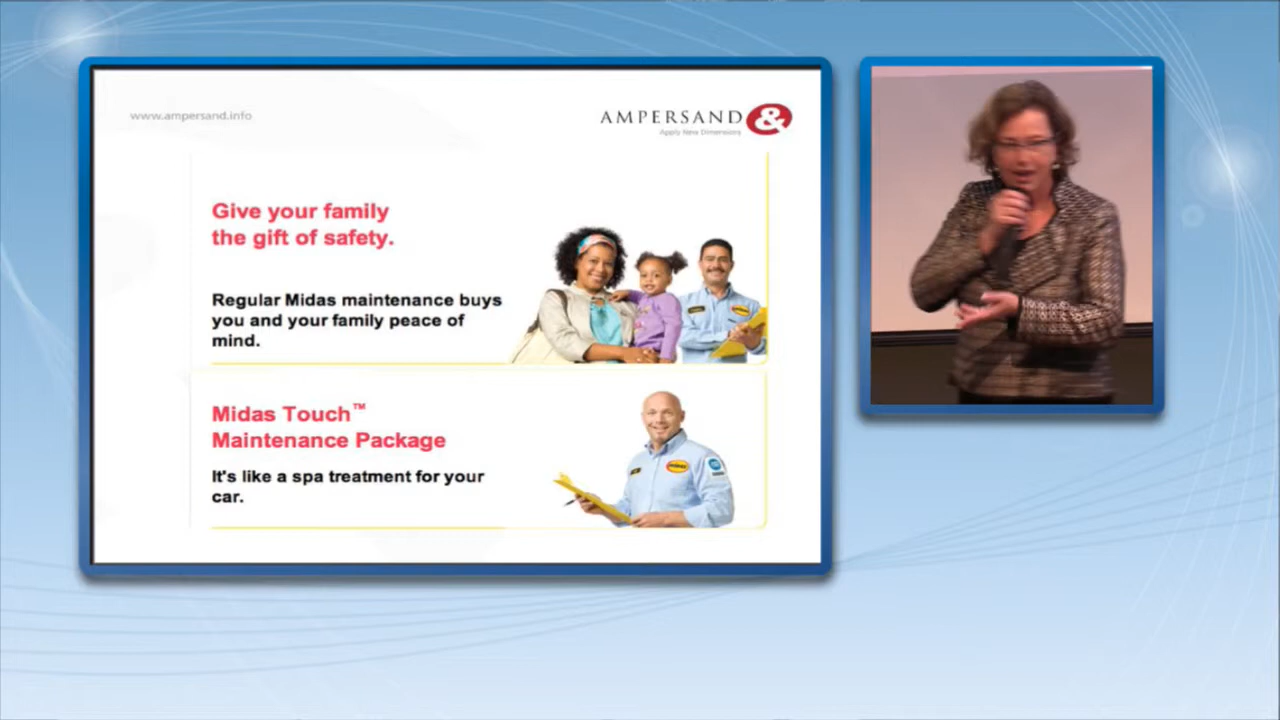 www.ampersand.info
AMPERSAND &
Apply New Dimensions
Give your family
the gift of safety.
Regular Midas maintenance buys
you and your family peace of
mind.
Midas Touch™
Maintenance Package
It's like a spa treatment for your
car.
MIDAS